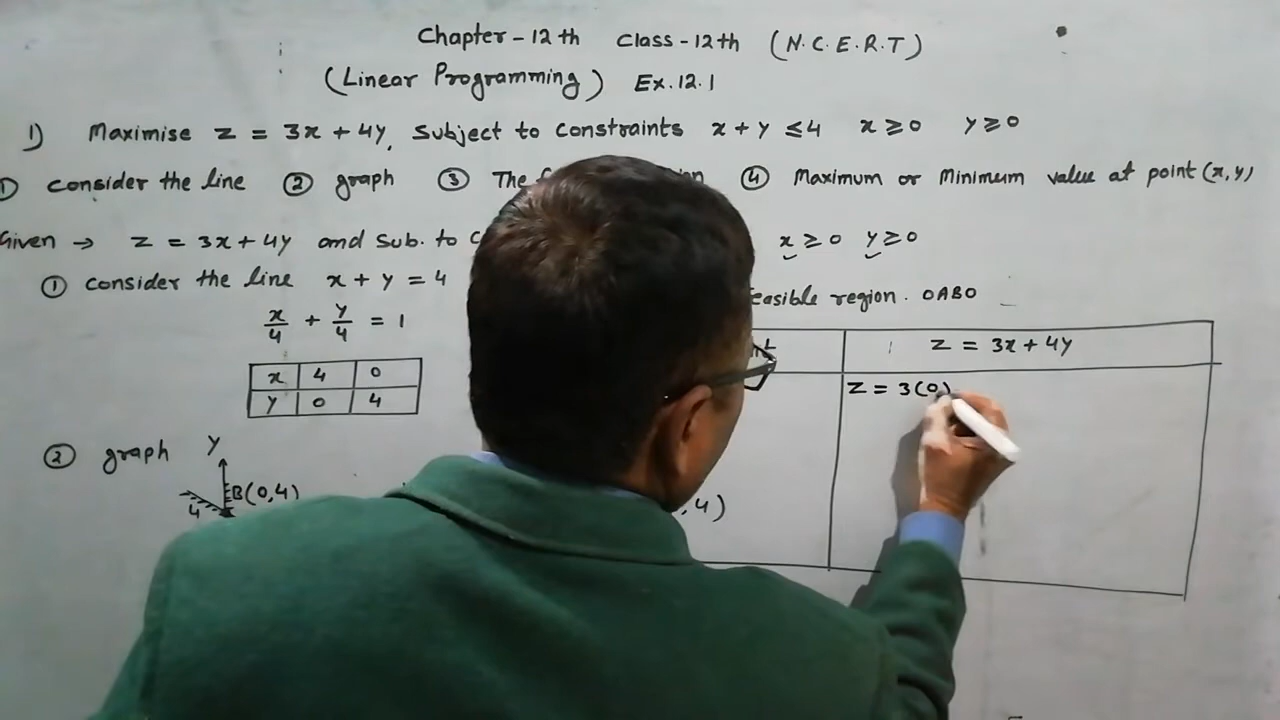 Chapter-12th Class-12th (N.C.E.R.T)
(Linear Programming) Ex.12.1
1) Maximise z = 3x + 4y, subject to constraints x + y ≤ 4 x ≥ 0 y ≥ 0
① consider the line ② graph ③ The ④ Maximum or Minimum value at point (x, y)
Given → z = 3x + 4y and sub. to x ≥ 0 y ≥ 0
① consider the line x + y = 4
region. OABO
x/4 + y/4 = 1
z = 3x + 4y
x 4 0
z = 3(0)
y 0 4
② graph y
B(0,4)
4
,4)